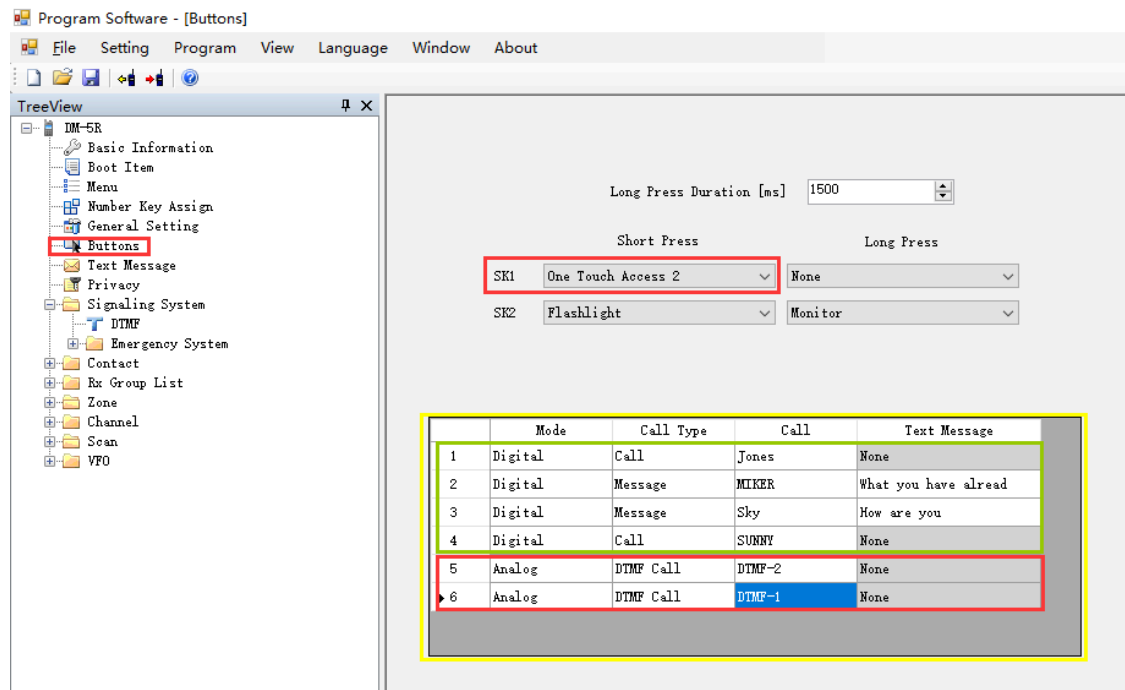 Program Software - [Buttons]
File Setting Program View Language Window About
TreeView
DM-5R
Basic Information
Boot Item
Menu
Number Key Assign
General Setting
Buttons
Text Message
Privacy
Signaling System
DTMF
Emergency System
Contact
Rx Group List
Zone
Channel
Scan
VFO
Long Press Duration [ms] 1500
Short Press Long Press
SK1 One Touch Access 2 None
SK2 Flashlight Monitor
Mode Call Type Call Text Message
1 Digital Call Jones None
2 Digital Message MIKER What you have alread
3 Digital Message Sky How are you
4 Digital Call SUNNY None
5 Analog DTMF Call DTMF-2 None
6 Analog DTMF Call DTMF-1 None